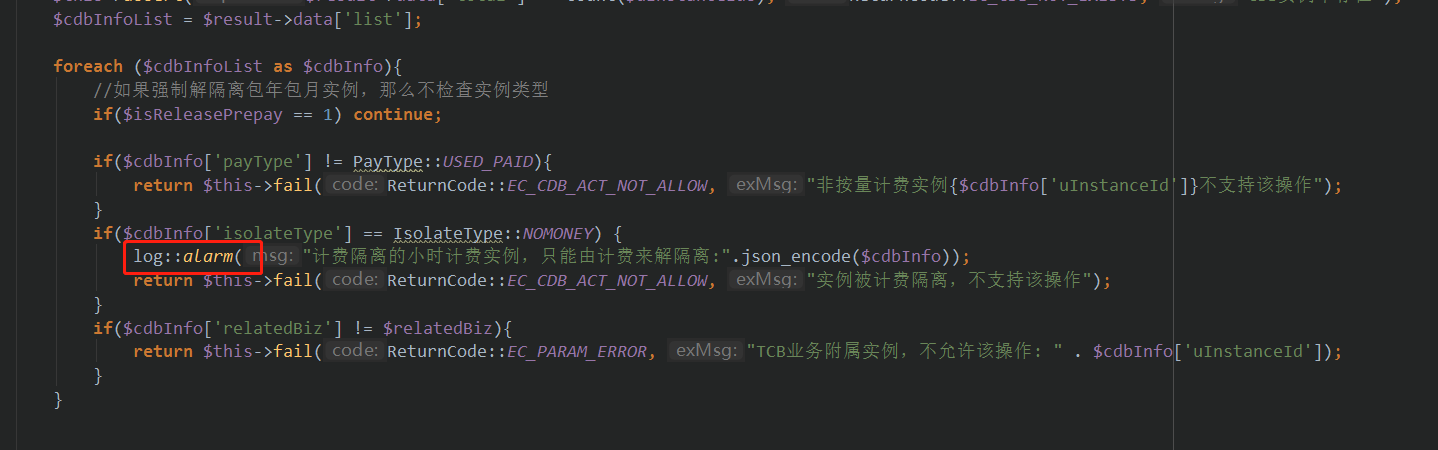 $cdbInfoList = $result->data['list'];
foreach ($cdbInfoList as $cdbInfo){
//如果强制解隔离包年包月实例，那么不检查实例类型
if($isReleasePrepay == 1) continue;
if($cdbInfo['payType'] != PayType::USED_PAID){
return $this->fail( code: ReturnCode::EC_CDB_ACT_NOT_ALLOW, exMsg: "非按量计费实例{$cdbInfo['uInstanceId']}不支持该操作");
}
if($cdbInfo['isolateType'] == IsolateType::NOMONEY) {
log::alarm( msg: "计费隔离的小时计费实例，只能由计费来解隔离:".json_encode($cdbInfo));
return $this->fail( code: ReturnCode::EC_CDB_ACT_NOT_ALLOW, exMsg: "实例被计费隔离，不支持该操作");
}
if($cdbInfo['relatedBiz'] != $relatedBiz){
return $this->fail( code: ReturnCode::EC_PARAM_ERROR, exMsg: "TCB业务附属实例，不允许该操作: " . $cdbInfo['uInstanceId']);
}
}